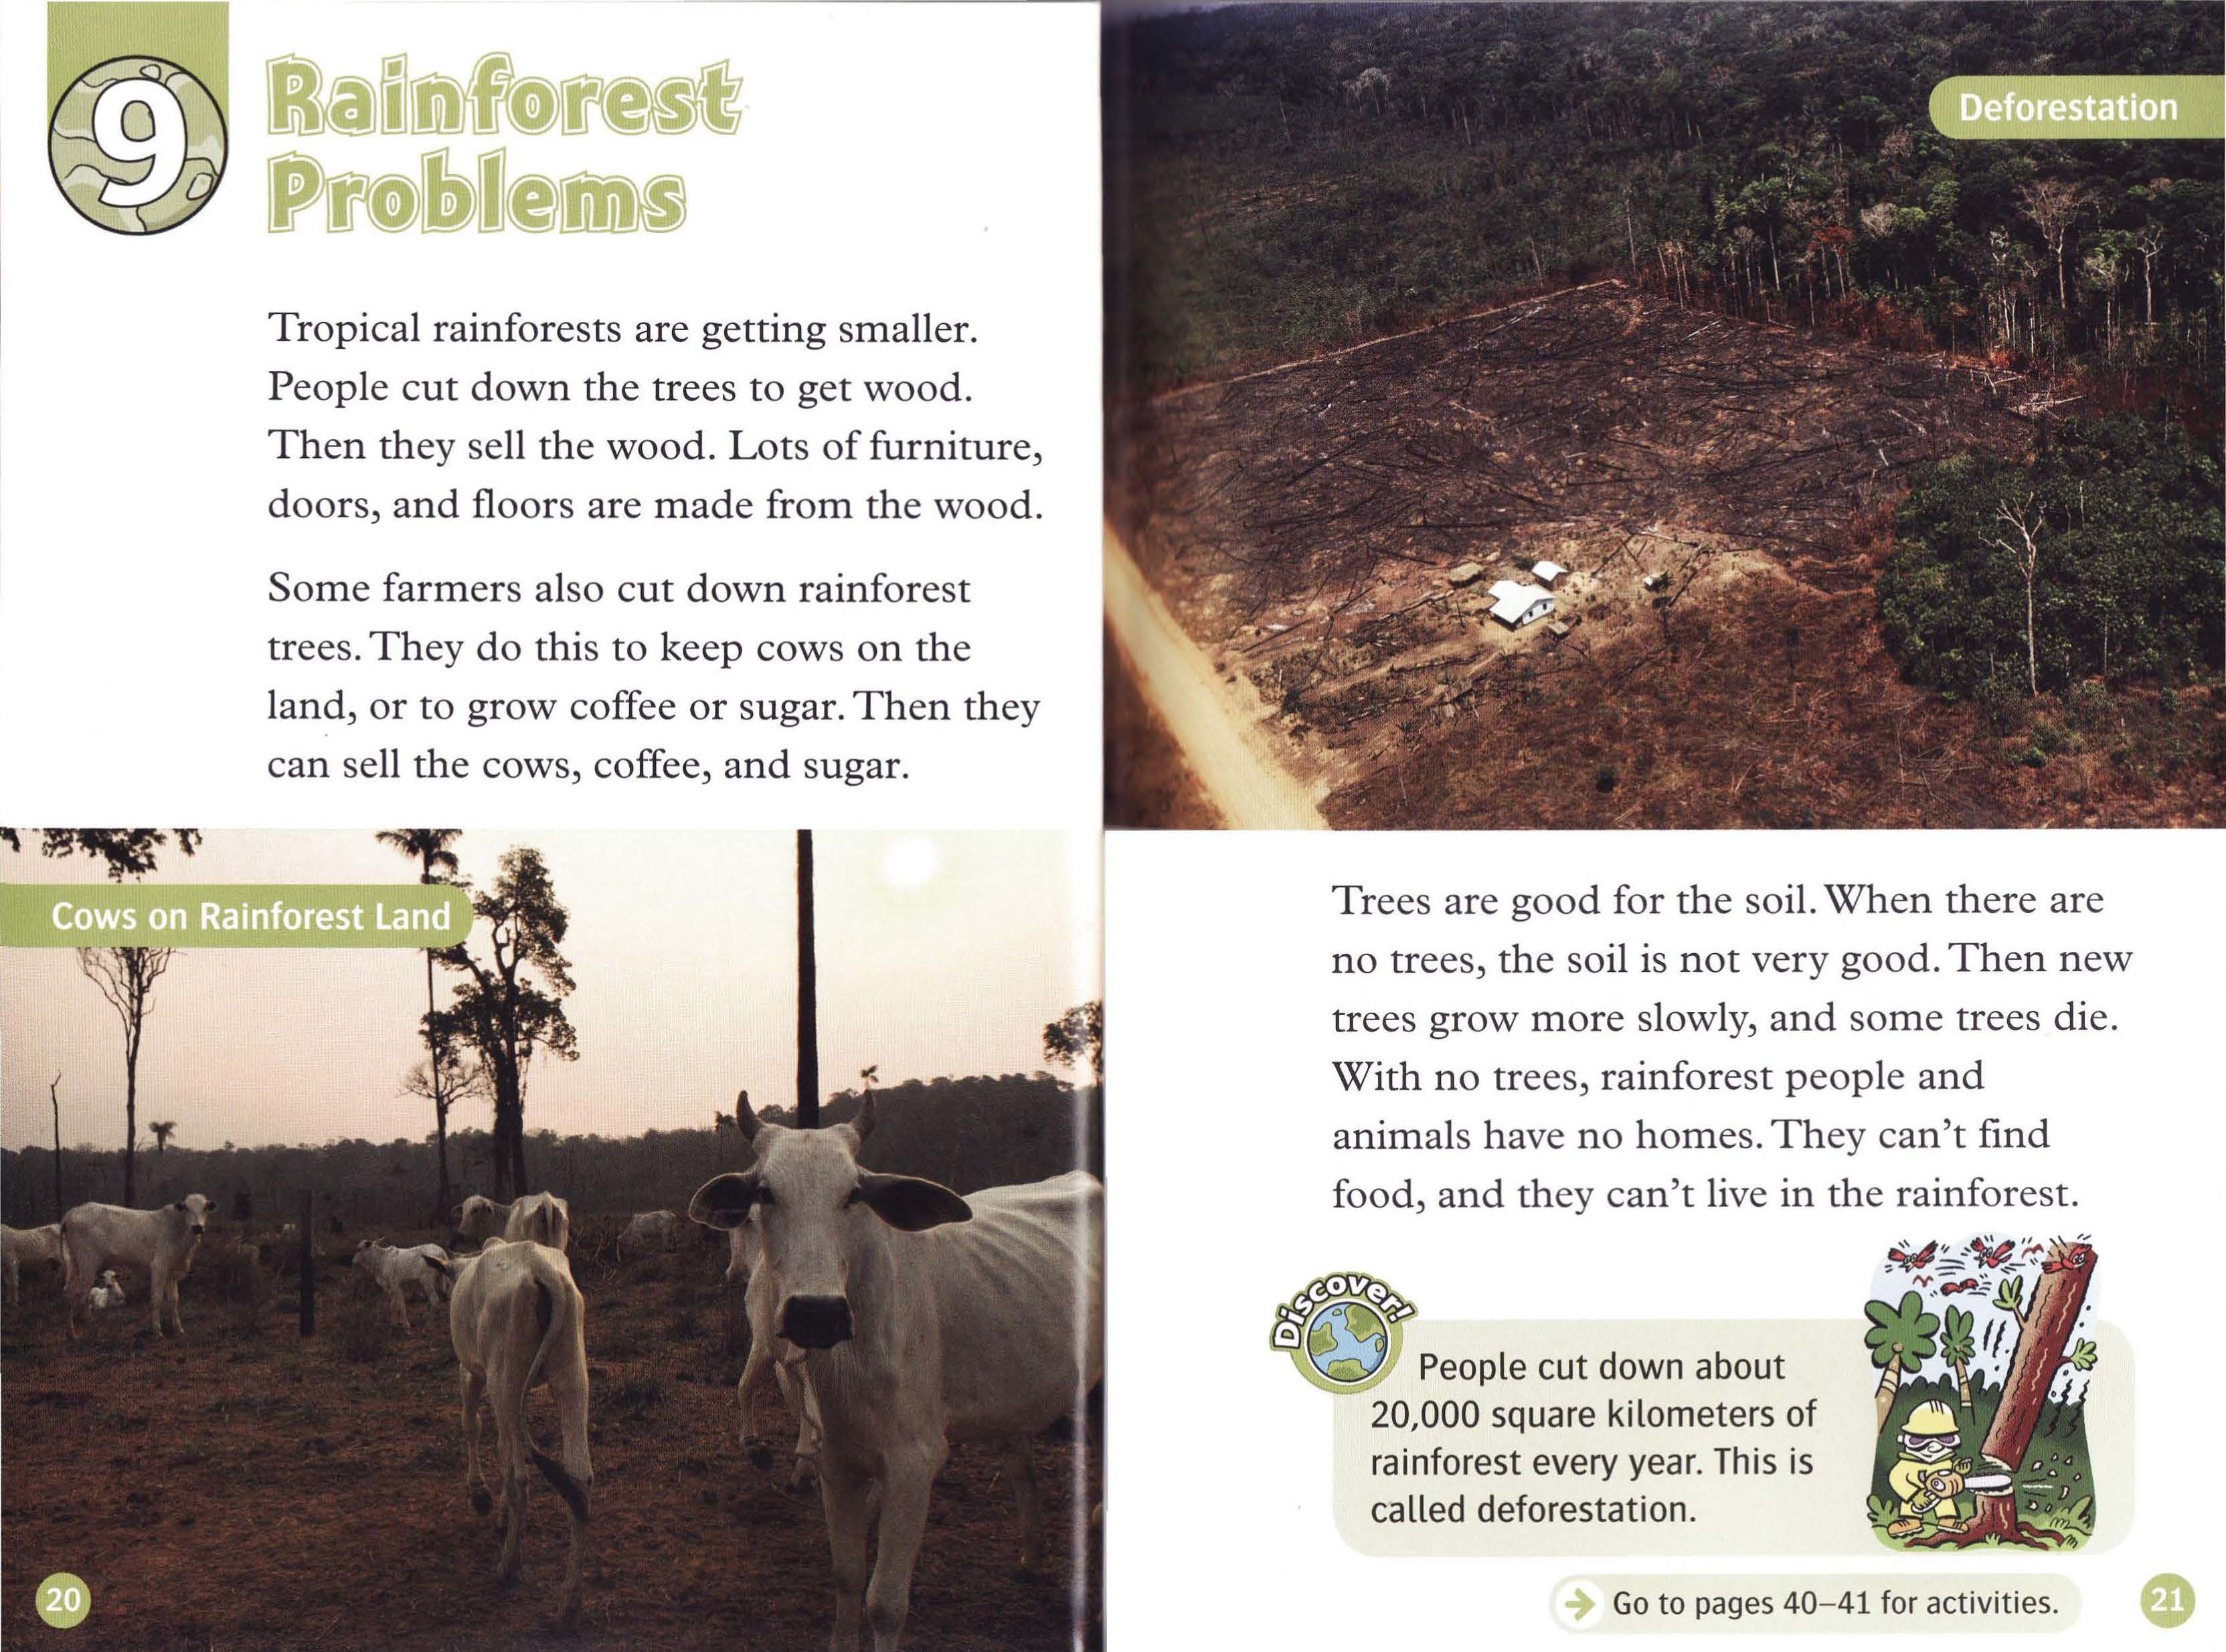 9
Rainforest
Problems
Tropical rainforests are getting smaller.
People cut down the trees to get wood.
Then they sell the wood. Lots of furniture,
doors, and floors are made from the wood.
Some farmers also cut down rainforest
trees. They do this to keep cows on the
land, or to grow coffee or sugar. Then they
can sell the cows, coffee, and sugar.
Cows on Rainforest Land
20
Deforestation
Trees are good for the soil. When there are
no trees, the soil is not very good. Then new
trees grow more slowly, and some trees die.
With no trees, rainforest people and
animals have no homes. They can't find
food, and they can't live in the rainforest.
Discover!
People cut down about
20,000 square kilometers of
rainforest every year. This is
called deforestation.
Go to pages 40–41 for activities.
21